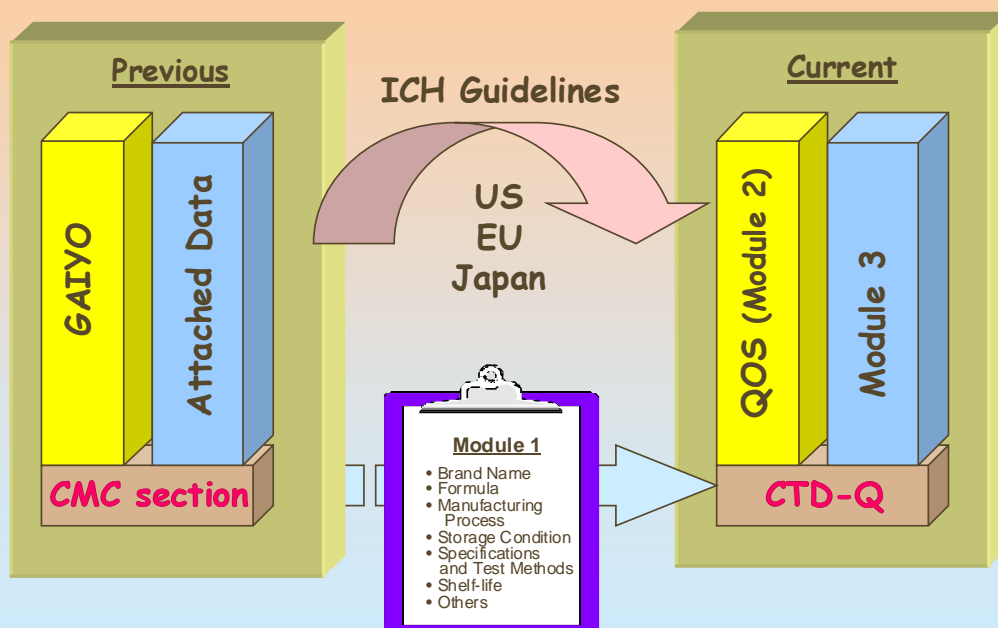 Previous
GAIYO
Attached Data
CMC section
ICH Guidelines
US
EU
Japan
Module 1
• Brand Name
• Formula
• Manufacturing
Process
• Storage Condition
• Specifications
and Test Methods
• Shelf-life
• Others
Current
QOS (Module 2)
Module 3
CTD-Q